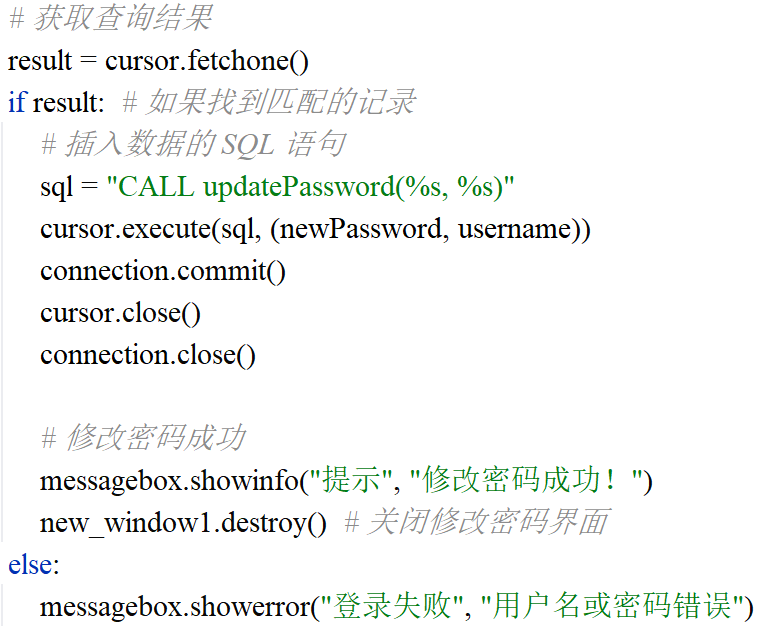 # 获取查询结果
result = cursor.fetchone()
if result:  # 如果找到匹配的记录
# 插入数据的 SQL 语句
sql = "CALL updatePassword(%s, %s)"
cursor.execute(sql, (newPassword, username))
connection.commit()
cursor.close()
connection.close()
# 修改密码成功
messagebox.showinfo("提示", "修改密码成功！")
new_window1.destroy()  # 关闭修改密码界面
else:
messagebox.showerror("登录失败", "用户名或密码错误")